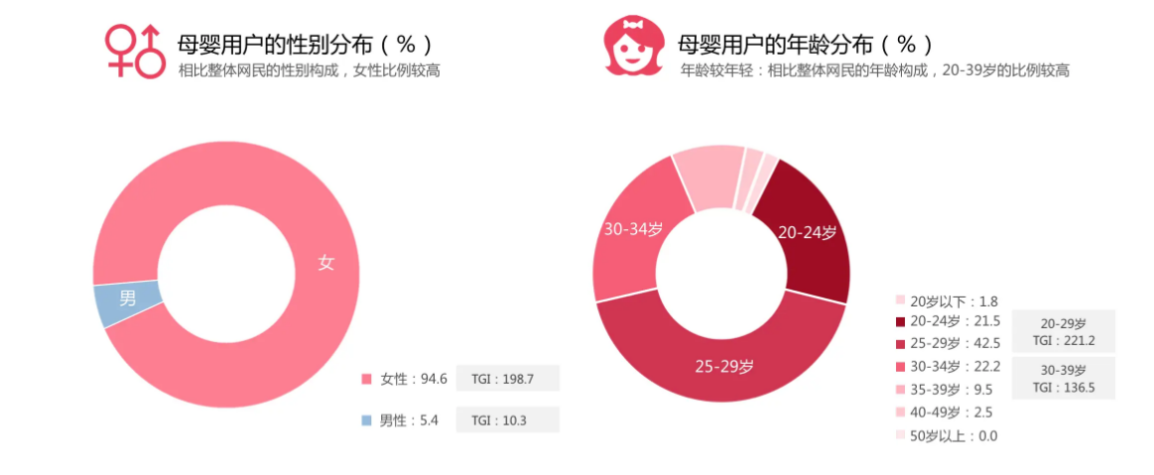 母婴用户的性别分布（%）
相比整体网民的性别构成，女性比例较高
女
男
女性：94.6
TGI：198.7
男性：5.4
TGI：10.3
母婴用户的年龄分布（%）
年龄较年轻：相比整体网民的年龄构成，20-39岁的比例较高
30-34岁
20-24岁
25-29岁
20岁以下：1.8
20-24岁：21.5
25-29岁：42.5
30-34岁：22.2
35-39岁：9.5
40-49岁：2.5
50岁以上：0.0
20-29岁
TGI：221.2
30-39岁
TGI：136.5